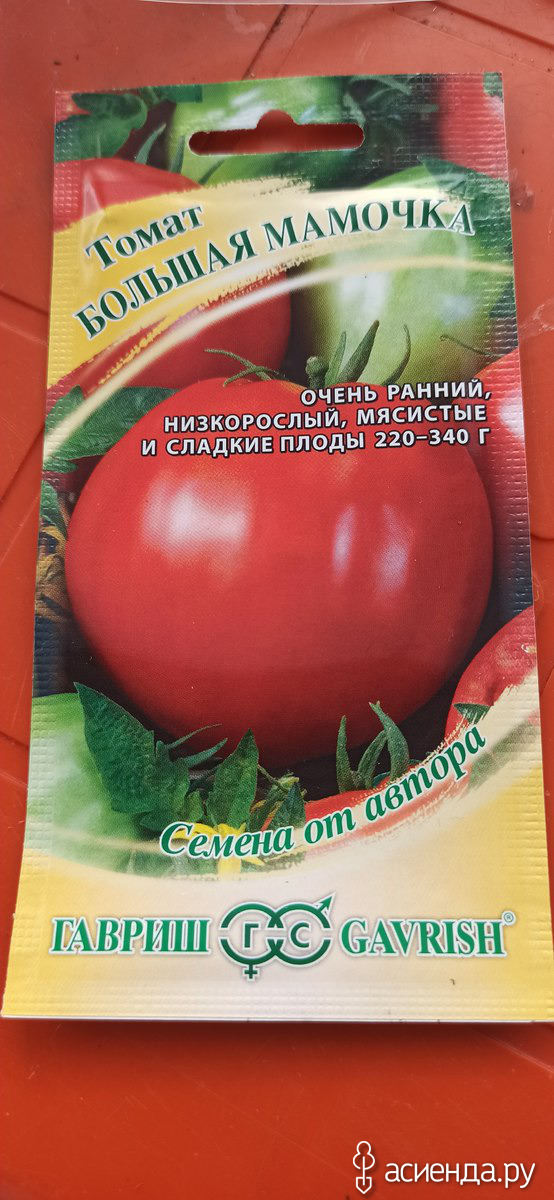 Томат
БОЛЬШАЯ МАМОЧКА
ОЧЕНЬ РАННИЙ,
НИЗКОРОСЛЫЙ, МЯСИСТЫЕ
И СЛАДКИЕ ПЛОДЫ 220–340 Г
Семена от автора
ГАВРИШ ГС GAVRISH®
асиенда.ру